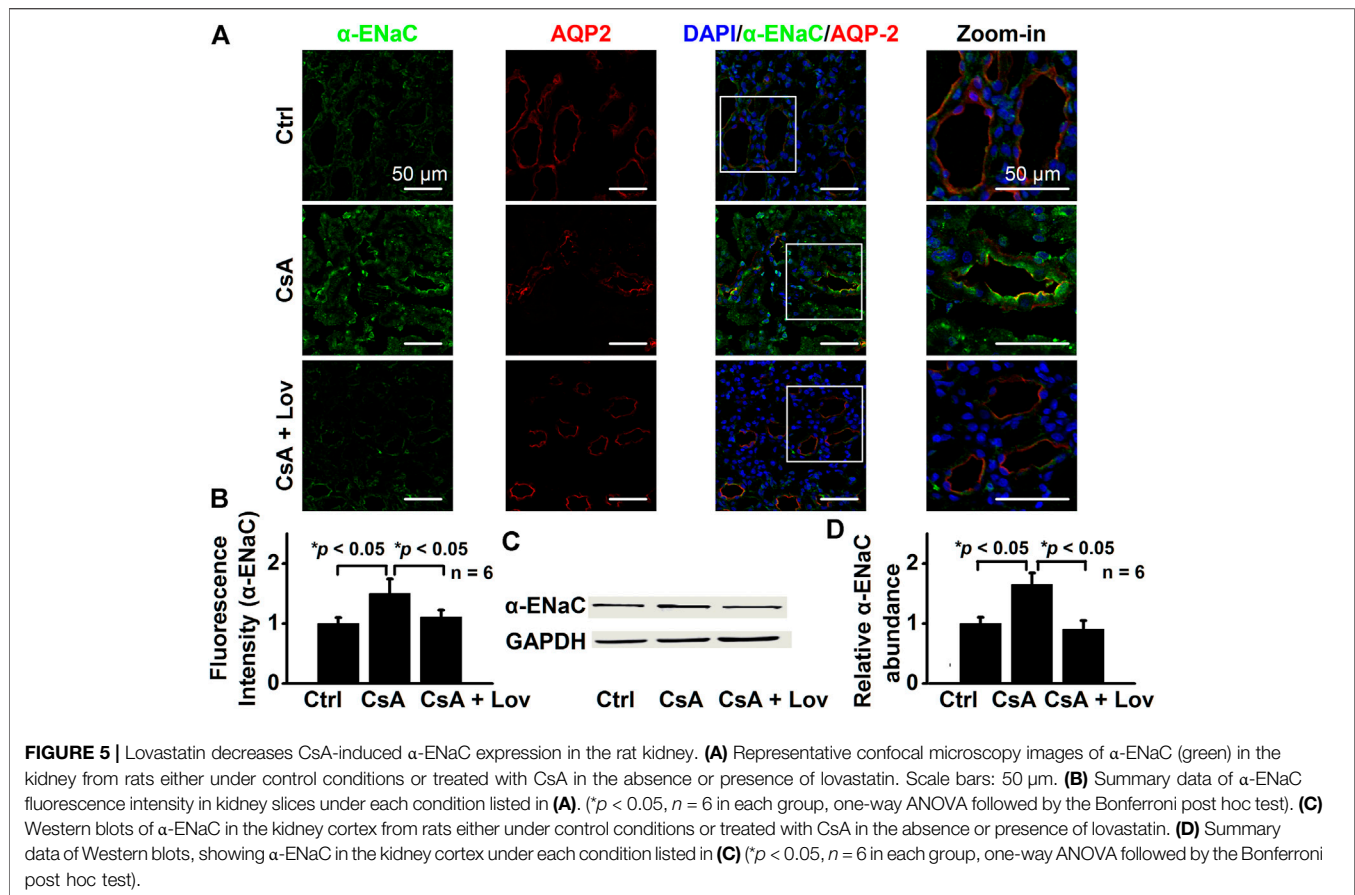 A
α-ENaC AQP2 DAPI/α-ENaC/AQP-2 Zoom-in
Ctrl
50 µm
50 µm
CsA
CsA + Lov
B
Fluorescence
Intensity (α-ENaC)
2
1
0
*p < 0.05 *p < 0.05
n = 6
Ctrl CsA CsA + Lov
C
α-ENaC
GAPDH
Ctrl CsA CsA + Lov
D
Relative α-ENaC
abundance
2
1
0
*p < 0.05 *p < 0.05
n = 6
Ctrl CsA CsA + Lov
FIGURE 5 | Lovastatin decreases CsA-induced α-ENaC expression in the rat kidney. (A) Representative confocal microscopy images of α-ENaC (green) in the
kidney from rats either under control conditions or treated with CsA in the absence or presence of lovastatin. Scale bars: 50 µm. (B) Summary data of α-ENaC
fluorescence intensity in kidney slices under each condition listed in (A). (*p < 0.05, n = 6 in each group, one-way ANOVA followed by the Bonferroni post hoc test). (C)
Western blots of α-ENaC in the kidney cortex from rats either under control conditions or treated with CsA in the absence or presence of lovastatin. (D) Summary
data of Western blots, showing α-ENaC in the kidney cortex under each condition listed in (C) (*p < 0.05, n = 6 in each group, one-way ANOVA followed by the Bonferroni
post hoc test).